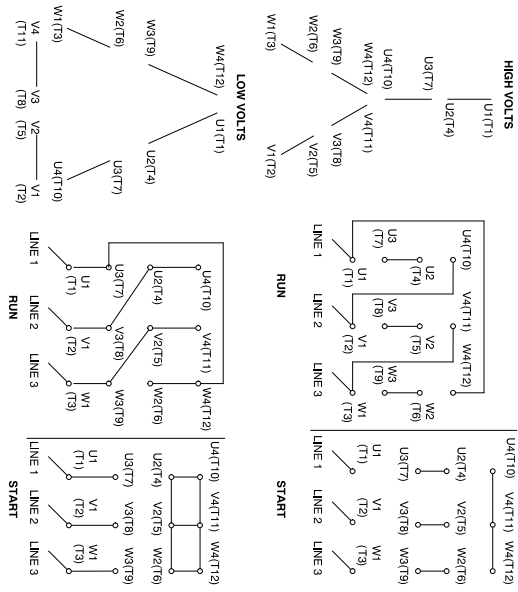 HIGH VOLTS
U1(T1)
U2(T4)
U3(T7)
U4(T10)
W4(T12) V4(T11)
W3(T9) V3(T8)
W2(T6) V2(T5)
W1(T3) V1(T2)
U4(T10) V4(T11) W4(T12)
U2 V2 W2
(T4) (T5) (T6)
U3 V3 W3
(T7) (T8) (T9)
U1 V1 W1
(T1) (T2) (T3)
LINE 1 LINE 2 LINE 3
RUN
U4(T10) V4(T11) W4(T12)
U2(T4) V2(T5) W2(T6)
U3(T7) V3(T8) W3(T9)
U1 V1 W1
(T1) (T2) (T3)
LINE 1 LINE 2 LINE 3
START
LOW VOLTS
W4(T12) U1(T1)
W3(T9) U2(T4)
W2(T6) U3(T7)
W1(T3) U4(T10)
V4 V3 V2 V1
(T11) (T8) (T5) (T2)
U4(T10) V4(T11) W4(T12)
U2(T4) V2(T5) W2(T6)
U3(T7) V3(T8) W3(T9)
U1 V1 W1
(T1) (T2) (T3)
LINE 1 LINE 2 LINE 3
RUN
U4(T10) V4(T11) W4(T12)
U2(T4) V2(T5) W2(T6)
U3(T7) V3(T8) W3(T9)
U1 V1 W1
(T1) (T2) (T3)
LINE 1 LINE 2 LINE 3
START